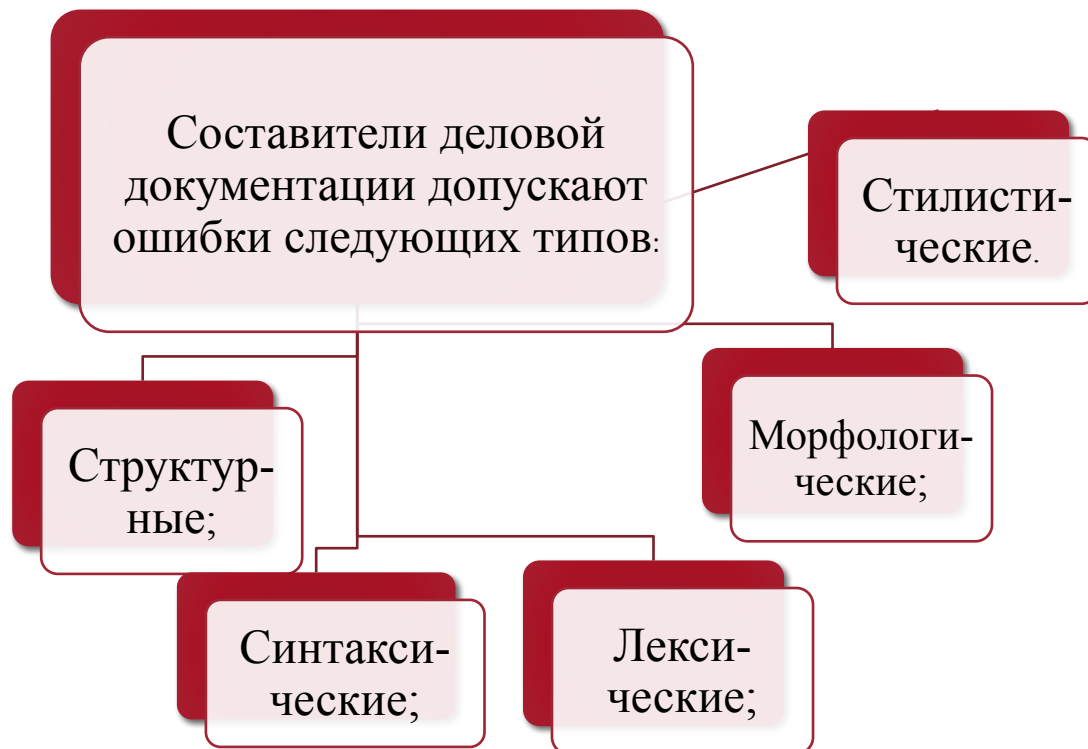 Составители деловой
документации допускают
ошибки следующих типов:
Структур-
ные;
Синтакси-
ческие;
Лекси-
ческие;
Морфологи-
ческие;
Стилисти-
ческие.